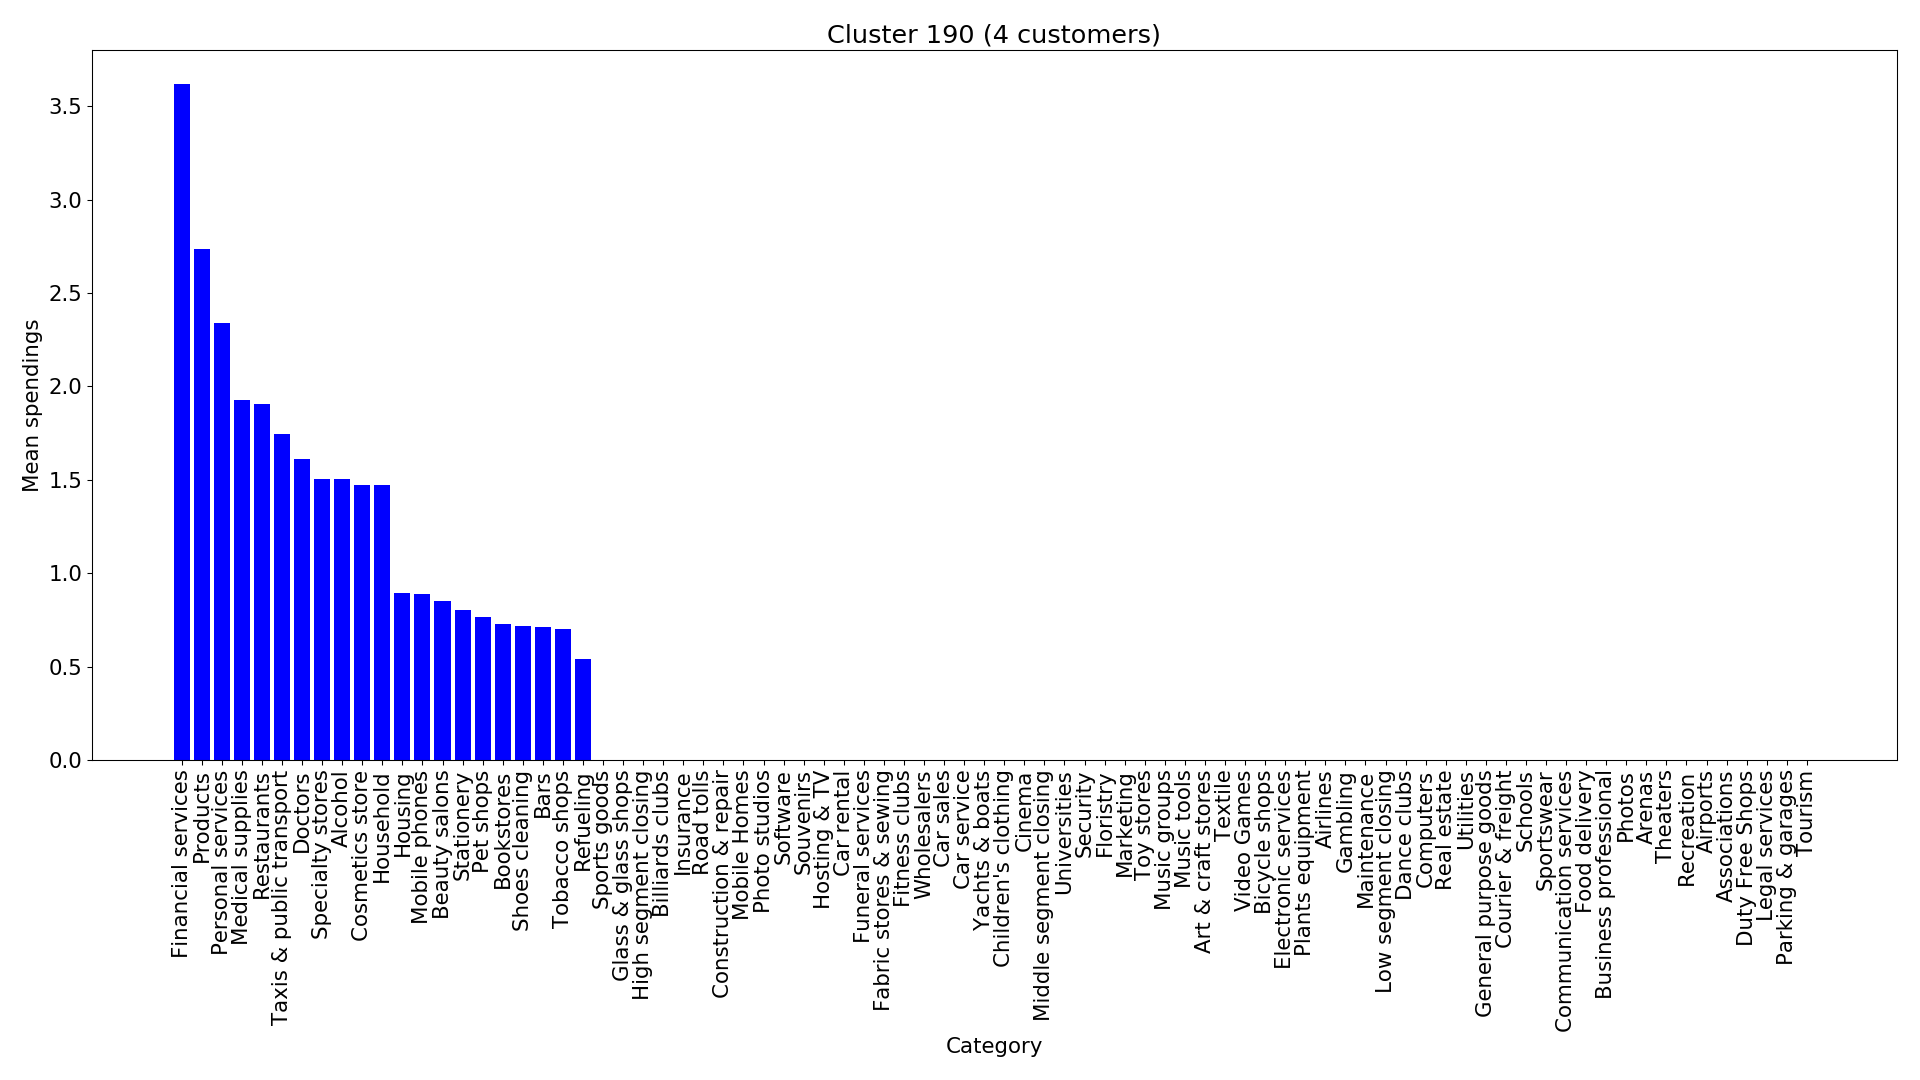 Cluster 190 (4 customers)
3.5
3.0
2.5
2.0
1.5
1.0
0.5
0.0
Mean spendings
Financial services
Products
Personal services
Medical supplies
Restaurants
Taxis & public transport
Doctors
Specialty stores
Alcohol
Cosmetics store
Household
Housing
Mobile phones
Beauty salons
Stationery
Pet shops
Bookstores
Shoes cleaning
Bars
Tobacco shops
Refuelling
Sports goods
Glass & glass shops
High segment closing
Billiards clubs
Insurance
Road tolls
Construction & repair
Mobile Homes
Photo studios
Software
Souvenirs
Hosting & TV
Car rental
Funeral services
Fabric stores & sewing
Fitness clubs
Wholesalers
Car sales
Car service
Yachts & boats
Children's clothing
Cinema
Middle segment closing
Universities
Security
Floristry
Marketing
Toy stores
Music groups
Music tools
Art & craft stores
Textile
Video Games
Bicycle shops
Electronic services
Plants equipment
Airlines
Gambling
Maintenance
Low segment closing
Dance clubs
Computers
Real estate
Utilities
General purpose goods
Courier & freight
Schools
Sportswear
Communication services
Food delivery
Business professional
Photos
Arenas
Theaters
Recreation
Airports
Associations
Duty Free Shops
Legal services
Parking & garages
Tourism
Category